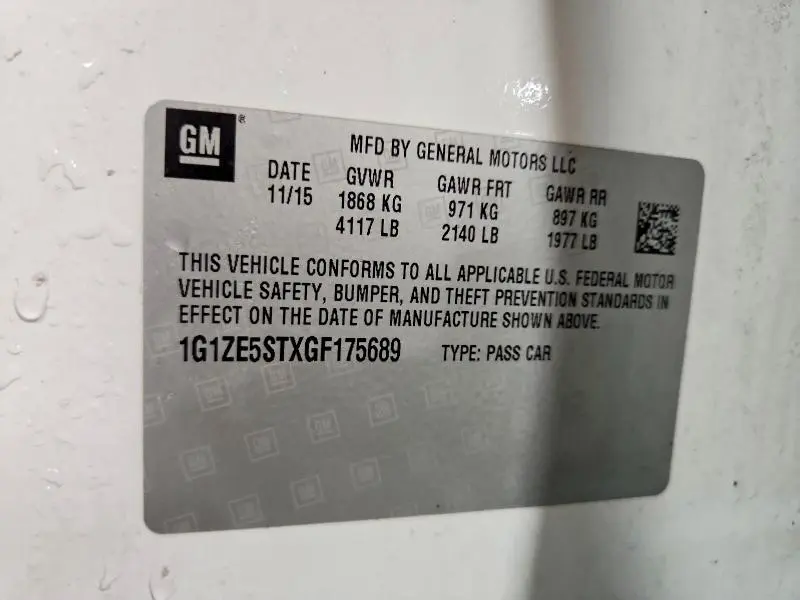 GM ®
MFD BY GENERAL MOTORS LLC
DATE GVWR GAWR FRT GAWR RR
11/15 1868 KG 971 KG 897 KG
4117 LB 2140 LB 1977 LB
THIS VEHICLE CONFORMS TO ALL APPLICABLE U.S. FEDERAL MOTOR
VEHICLE SAFETY, BUMPER, AND THEFT PREVENTION STANDARDS IN
EFFECT ON THE DATE OF MANUFACTURE SHOWN ABOVE.
1G1ZE5STXGF175689 TYPE: PASS CAR